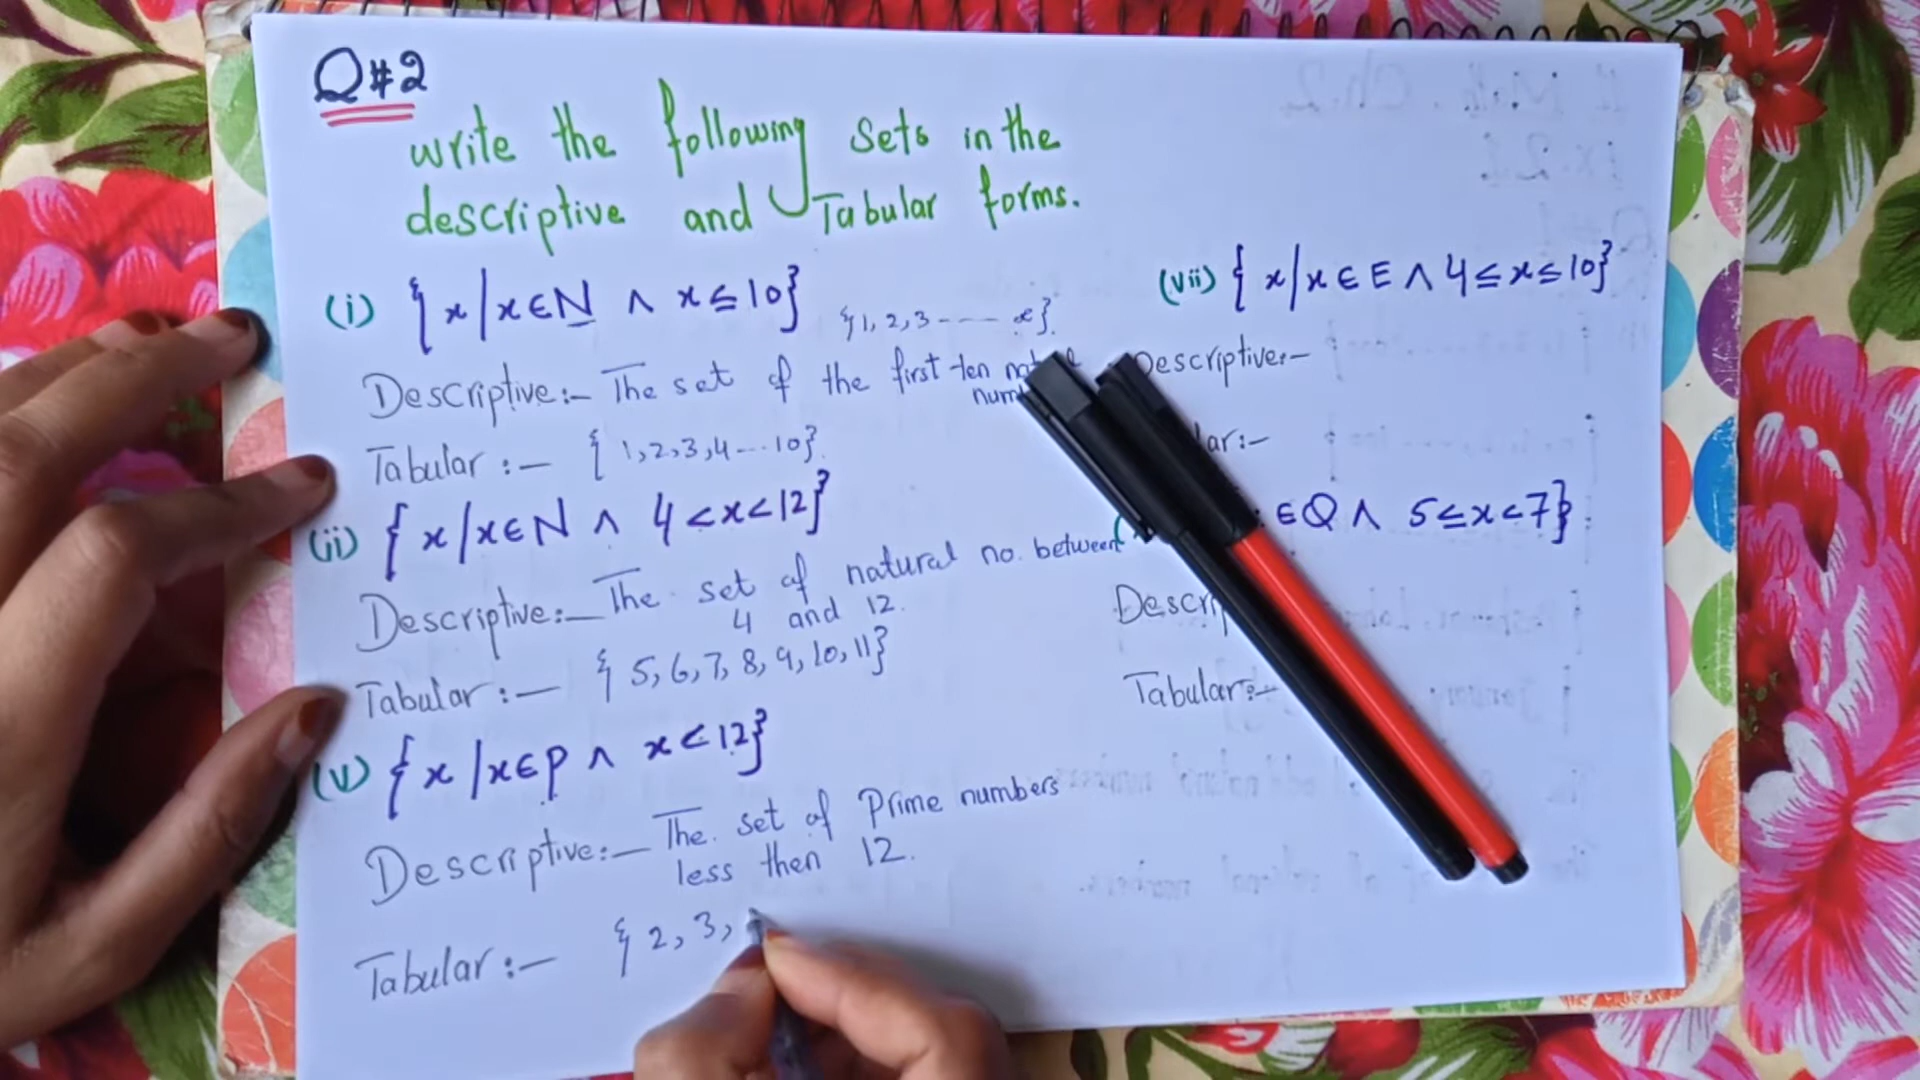 Q#2
Write the following Sets in the
descriptive and Tabular forms.
(i) { x / x ∈ N ∧ x ≤ 10}
{1, 2, 3 ---- ∞}.
Descriptive:- The set of the first ten
Tabular :- { 1,2,3,4---10}.
(ii) { x / x ∈ N ∧ 4 < x < 12}
Descriptive:- The set of natural no. between
4 and 12.
Tabular :- { 5, 6, 7, 8, 9, 10, 11}
(v) { x / x ∈ P ∧ x < 12}
Descriptive:- The set of Prime numbers
less then 12.
Tabular :- { 2, 3,
(vii) { x / x ∈ E ∧ 4 ≤ x ≤ 10}
Descriptive:-
∈ Q ∧ 5 ≤ x < 7}
Tabular:-